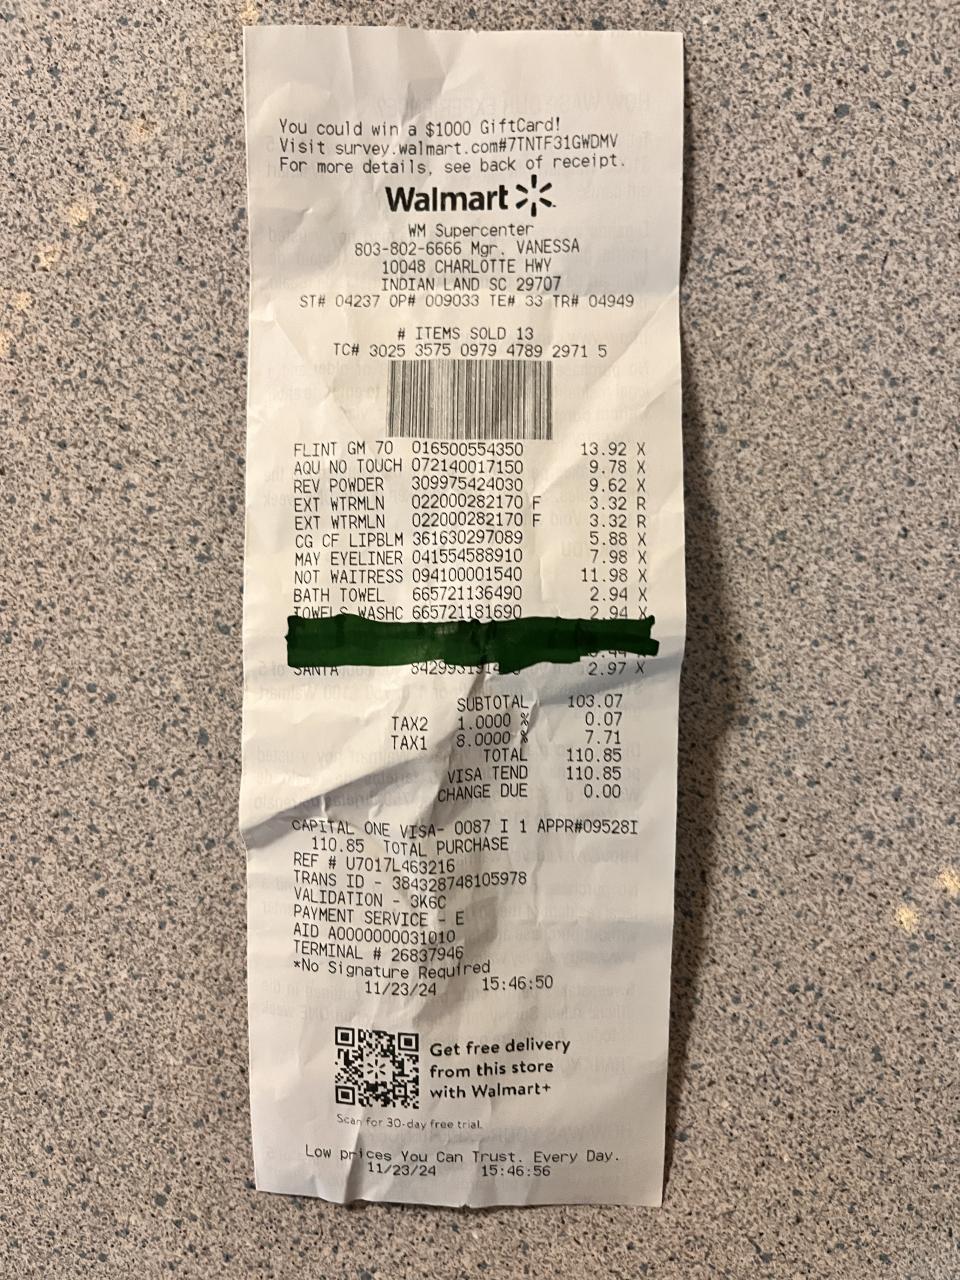 You could win a $1000 GiftCard!
Visit survey.walmart.com#7TNTF31GWDMV
For more details, see back of receipt.
Walmart
WM Supercenter
803-802-6666 Mgr. VANESSA
10048 CHARLOTTE HWY
INDIAN LAND SC 29707
ST# 04237 OP# 009033 TE# 33 TR# 04949
# ITEMS SOLD 13
TC# 3025 3575 0979 4789 2971 5
FLINT GM 70 016500554350 13.92 X
AQU NO TOUCH 072140017150 9.78 X
REV POWDER 309975424030 9.62 X
EXT WTRMLN 022000282170 F 3.32 R
EXT WTRMLN 022000282170 F 3.32 R
CG CF LIPBLM 361630297089 5.88 X
MAY EYELINER 041554588910 7.98 X
NOT WAITRESS 094100001540 11.98 X
BATH TOWEL 665721136490 2.94 X
TOWELS WASHC 665721181690 2.94 X
SANTA 2.97 X
SUBTOTAL 103.07
TAX2 1.0000 % 0.07
TAX1 8.0000 % 7.71
TOTAL 110.85
VISA TEND 110.85
CHANGE DUE 0.00
CAPITAL ONE VISA- 0087 I 1 APPR#09528I
110.85 TOTAL PURCHASE
REF # U7017L463216
TRANS ID - 384328748105978
VALIDATION - 3K6C
PAYMENT SERVICE - E
AID A0000000031010
TERMINAL # 26837946
*No Signature Required
11/23/24 15:46:50
Get free delivery
from this store
with Walmart+
Scan for 30-day free trial.
Low prices You Can Trust. Every Day.
11/23/24 15:46:56